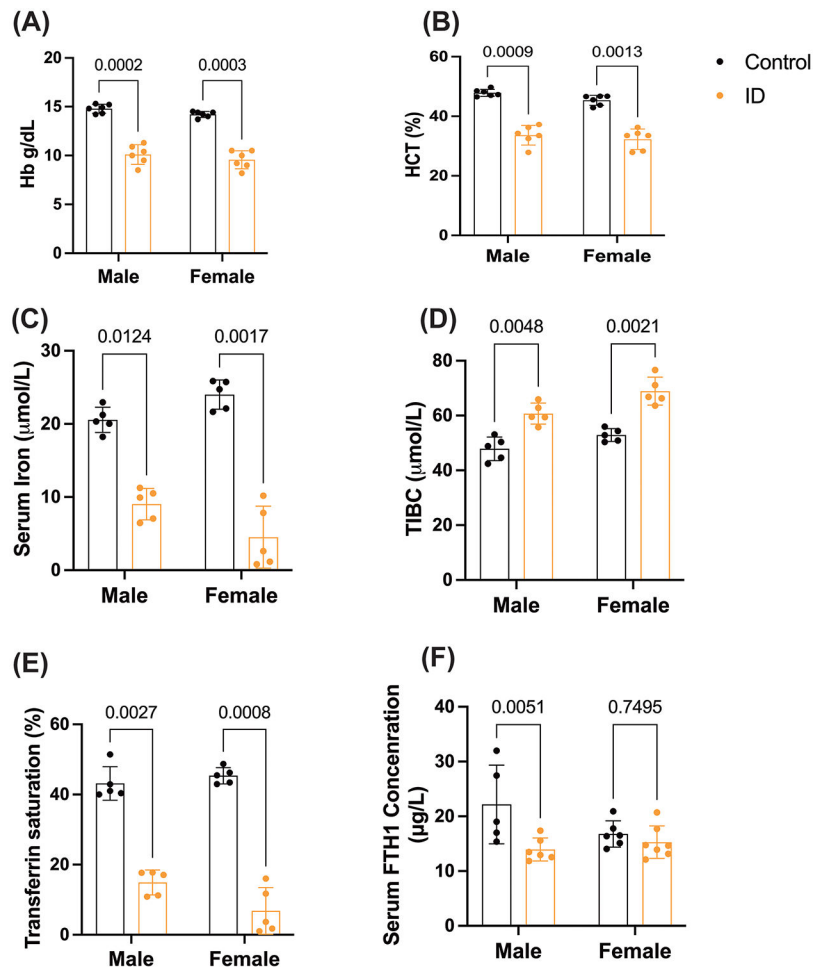 (A)
Hb g/dL
20
15
10
5
0
0.0002
0.0003
Male
Female
(B)
HCT (%)
60
40
20
0
0.0009
0.0013
Male
Female
Control
ID
(C)
Serum Iron (μmol/L)
30
20
10
0
0.0124
0.0017
Male
Female
(D)
TIBC (μmol/L)
80
60
40
20
0
0.0048
0.0021
Male
Female
(E)
Transferrin saturation (%)
60
40
20
0
0.0027
0.0008
Male
Female
(F)
Serum FTH1 Concenration
(μg/L)
40
30
20
10
0
0.0051
0.7495
Male
Female